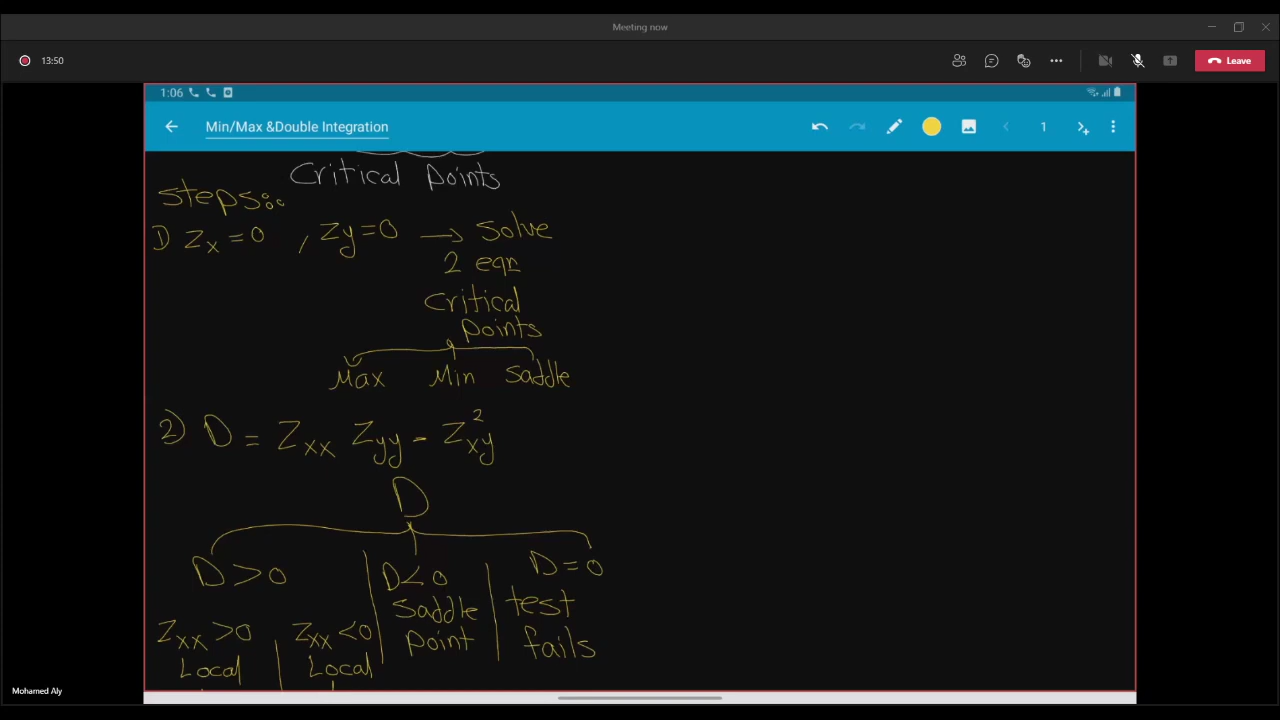 Meeting now
13:50
Leave
1:06
Min/Max &Double Integration
1
Critical Points
Steps:
1) Zx = 0 , Zy = 0 → Solve
2 eqn
Critical
Points
Max Min Saddle
2) D = Zxx Zyy - Z²xy
D
D > 0 D < 0 D = 0
Saddle test
Zxx > 0 Zxx < 0 Point fails
Local Local
Mohamed Aly